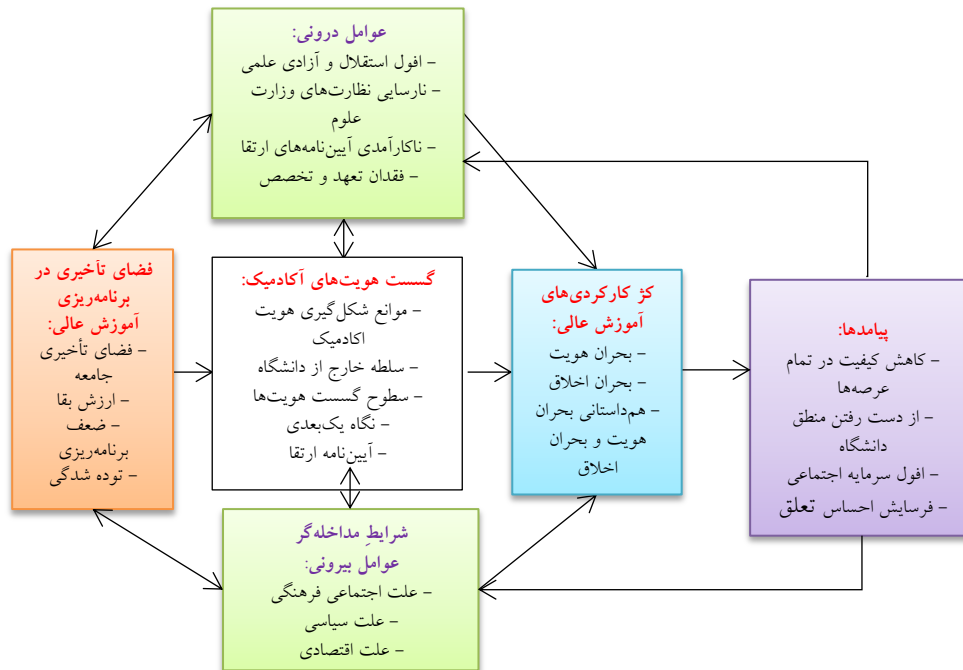 عوامل درونی:
– افول استقلال و آزادی علمی
– نارسایی نظارت‌های وزارت
علوم
– ناکارآمدی آیین‌نامه‌های ارتقا
– فقدان تعهد و تخصص
فضای تأخیری در
برنامه‌ریزی
آموزش عالی:
– فضای تأخیری
جامعه
– ارزش بقا
– ضعف
برنامه‌ریزی
– توده شدگی
گسست هویت‌های آکادمیک:
– موانع شکل‌گیری هویت
اکادمیک
– سلطه خارج از دانشگاه
– سطوح گسست هویت‌ها
– نگاه یک‌بعدی
– آیین‌نامه ارتقا
کژ کارکردی‌های
آموزش عالی:
– بحران هویت
– بحران اخلاق
– هم‌داستانی بحران
هویت و بحران
اخلاق
پیامدها:
– کاهش کیفیت در تمام
عرصه‌ها
– از دست رفتن منطق
دانشگاه
– افول سرمایه اجتماعی
– فرسایش احساس تعلق
شرایطِ مداخله‌گر
عوامل بیرونی:
– علت اجتماعی فرهنگی
– علت سیاسی
– علت اقتصادی